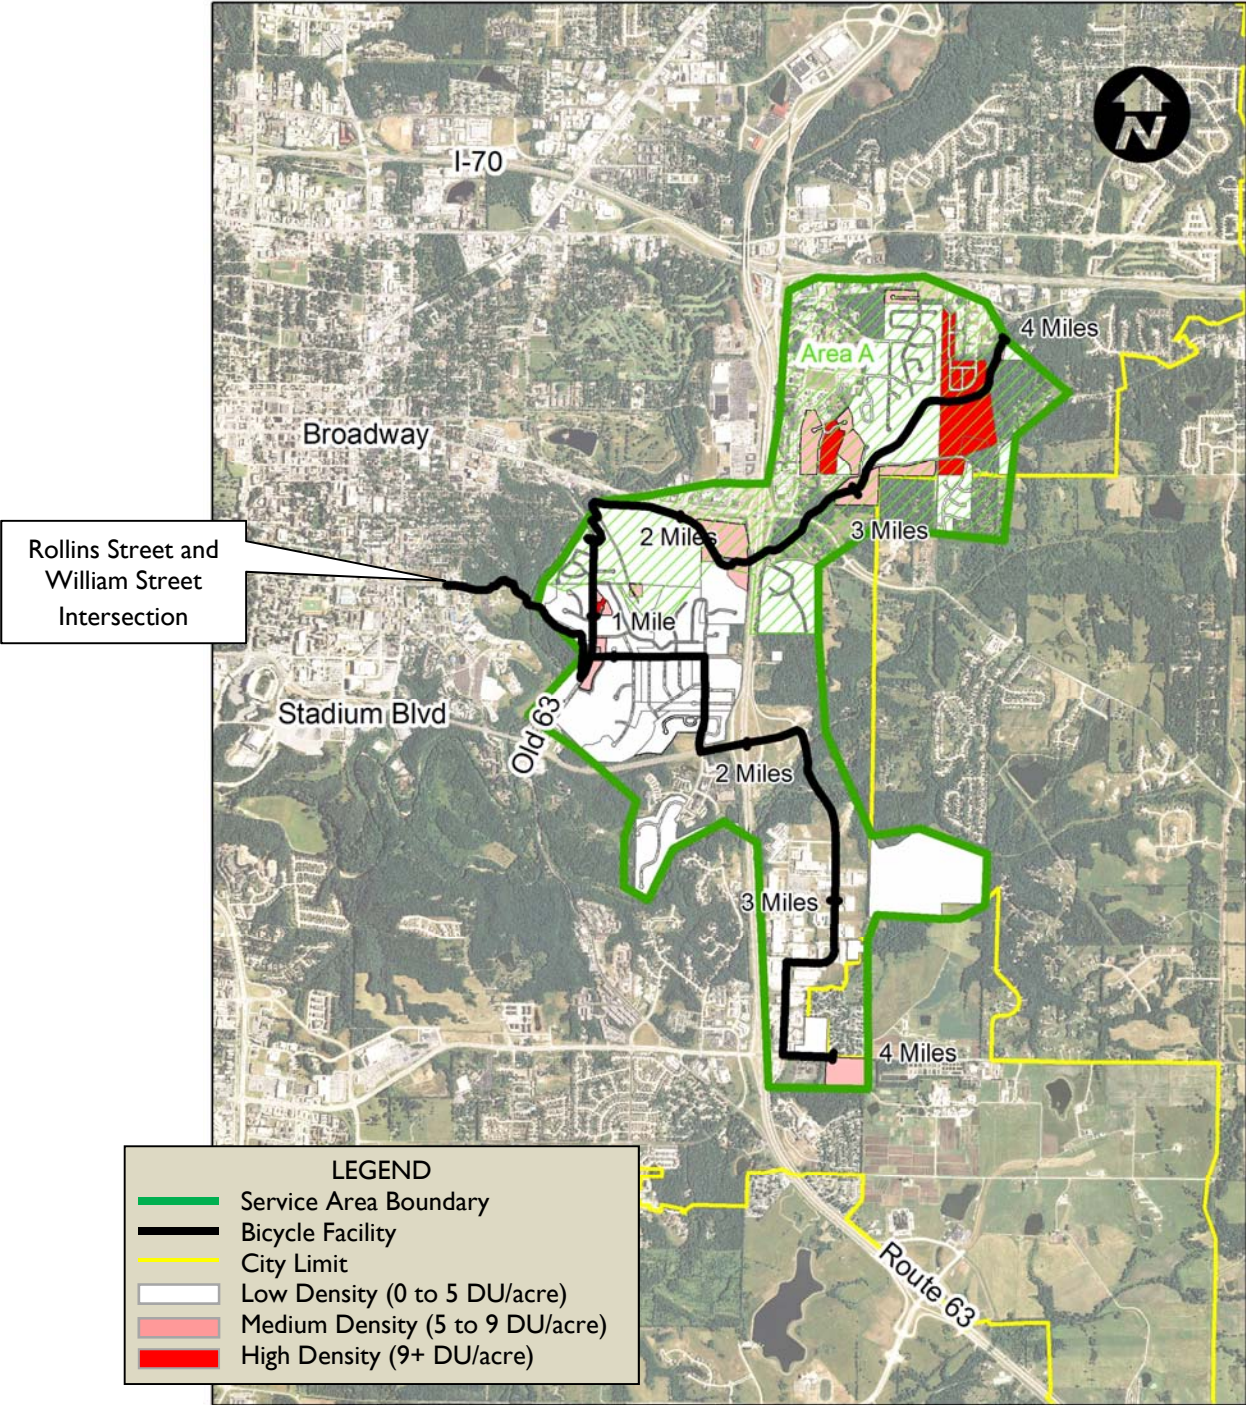 N
I-70
4 Miles
Area A
Broadway
2 Miles
3 Miles
Rollins Street and
William Street
Intersection
1 Mile
Stadium Blvd
Old 63
2 Miles
3 Miles
4 Miles
LEGEND
Service Area Boundary
Bicycle Facility
City Limit
Low Density (0 to 5 DU/acre)
Medium Density (5 to 9 DU/acre)
High Density (9+ DU/acre)
Route 63